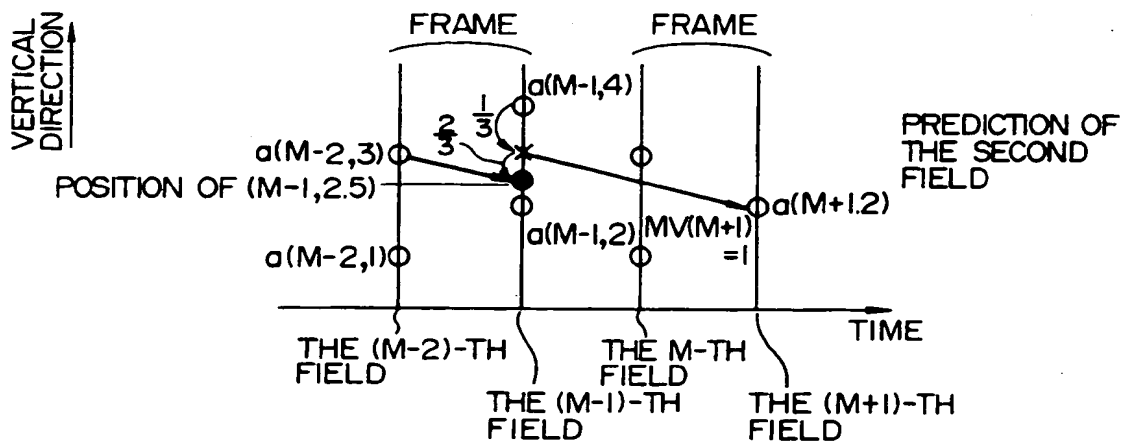 FRAME
FRAME
VERTICAL
DIRECTION
a(M-1,4)
1/3
2/3
a(M-2,3)
POSITION OF (M-1,2.5)
PREDICTION OF
THE SECOND
FIELD
a(M+1.2)
a(M-1,2)
MV(M+1)
=1
a(M-2,1)
TIME
THE (M-2)-TH
FIELD
THE M-TH
FIELD
THE (M-1)-TH
FIELD
THE (M+1)-TH
FIELD